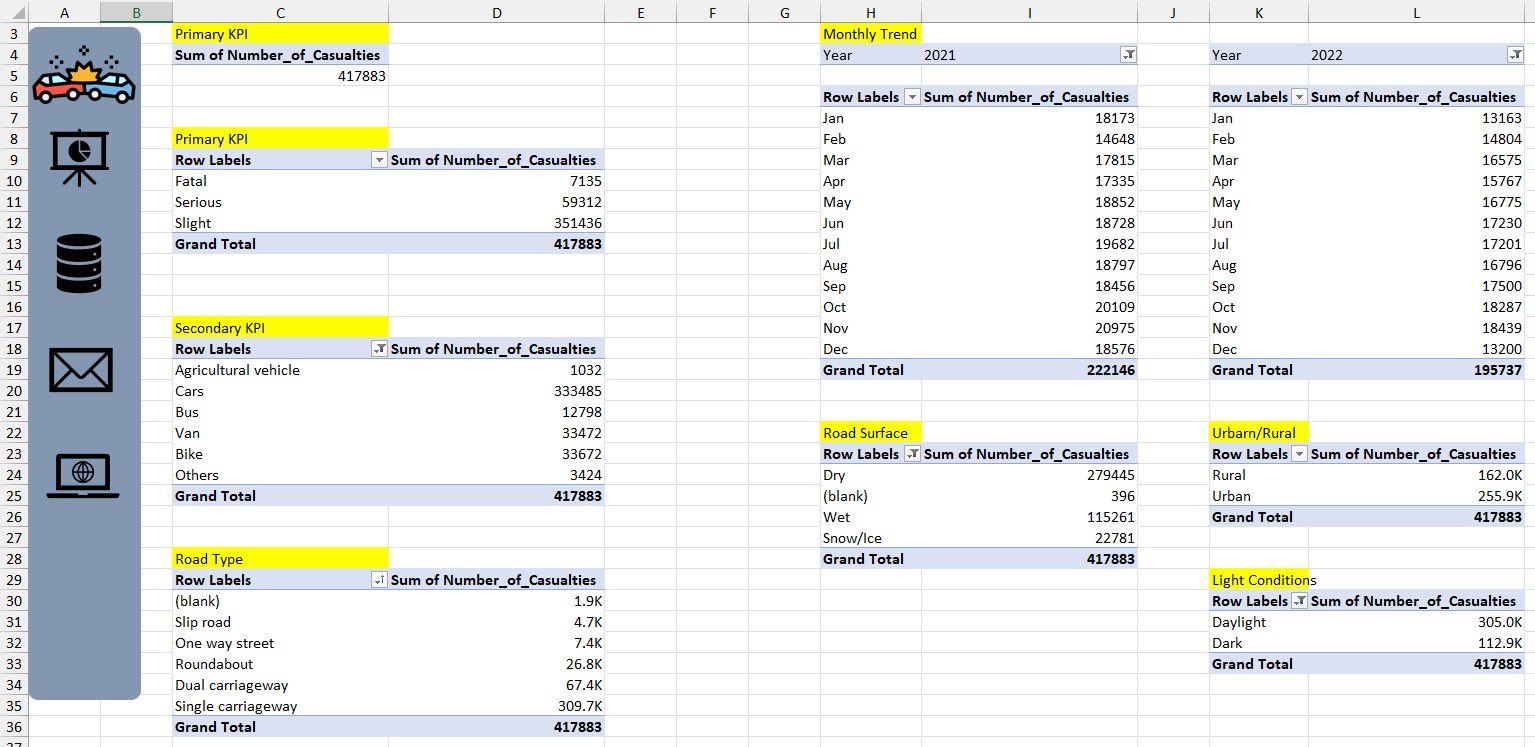 A B C D E F G H I J K L
3 Primary KPI Monthly Trend
4 Sum of Number_of_Casualties Year 2021 Year 2022
5 417883
6 Row Labels Sum of Number_of_Casualties Row Labels Sum of Number_of_Casualties
7 Jan 18173 Jan 13163
8 Primary KPI Feb 14648 Feb 14804
9 Row Labels Sum of Number_of_Casualties Mar 17815 Mar 16575
10 Fatal 7135 Apr 17335 Apr 15767
11 Serious 59312 May 18852 May 16775
12 Slight 351436 Jun 18728 Jun 17230
13 Grand Total 417883 Jul 19682 Jul 17201
14 Aug 18797 Aug 16796
15 Sep 18456 Sep 17500
16 Oct 20109 Oct 18287
17 Secondary KPI Nov 20975 Nov 18439
18 Row Labels Sum of Number_of_Casualties Dec 18576 Dec 13200
19 Agricultural vehicle 1032 Grand Total 222146 Grand Total 195737
20 Cars 333485
21 Bus 12798
22 Van 33472 Road Surface Urbarn/Rural
23 Bike 33672 Row Labels Sum of Number_of_Casualties Row Labels Sum of Number_of_Casualties
24 Others 3424 Dry 279445 Rural 162.0K
25 Grand Total 417883 (blank) 396 Urban 255.9K
26 Wet 115261 Grand Total 417883
27 Snow/Ice 22781
28 Road Type Grand Total 417883
29 Row Labels Sum of Number_of_Casualties Light Conditions
30 (blank) 1.9K Row Labels Sum of Number_of_Casualties
31 Slip road 4.7K Daylight 305.0K
32 One way street 7.4K Dark 112.9K
33 Roundabout 26.8K Grand Total 417883
34 Dual carriageway 67.4K
35 Single carriageway 309.7K
36 Grand Total 417883
37